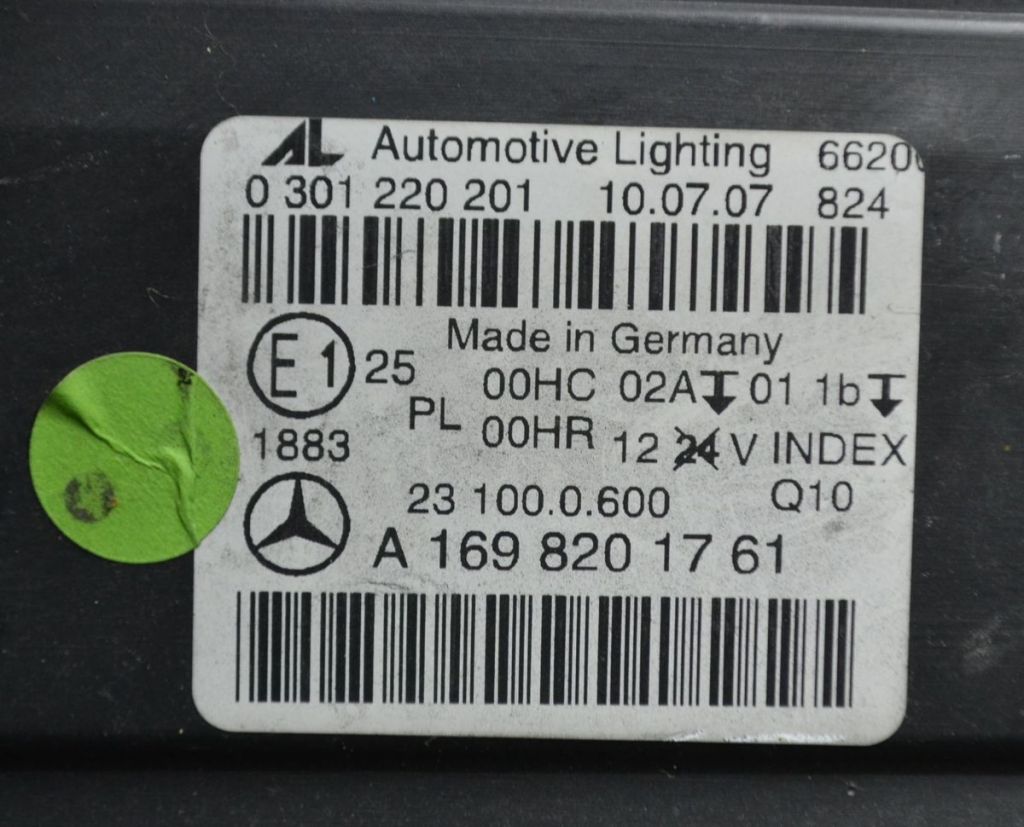 AL Automotive Lighting 6620
0 301 220 201 10.07.07 824
Made in Germany
E1 25 00HC 02A 01 1b
PL 00HR 12 24 V INDEX
1883
23 100.0.600 Q10
A 169 820 17 61